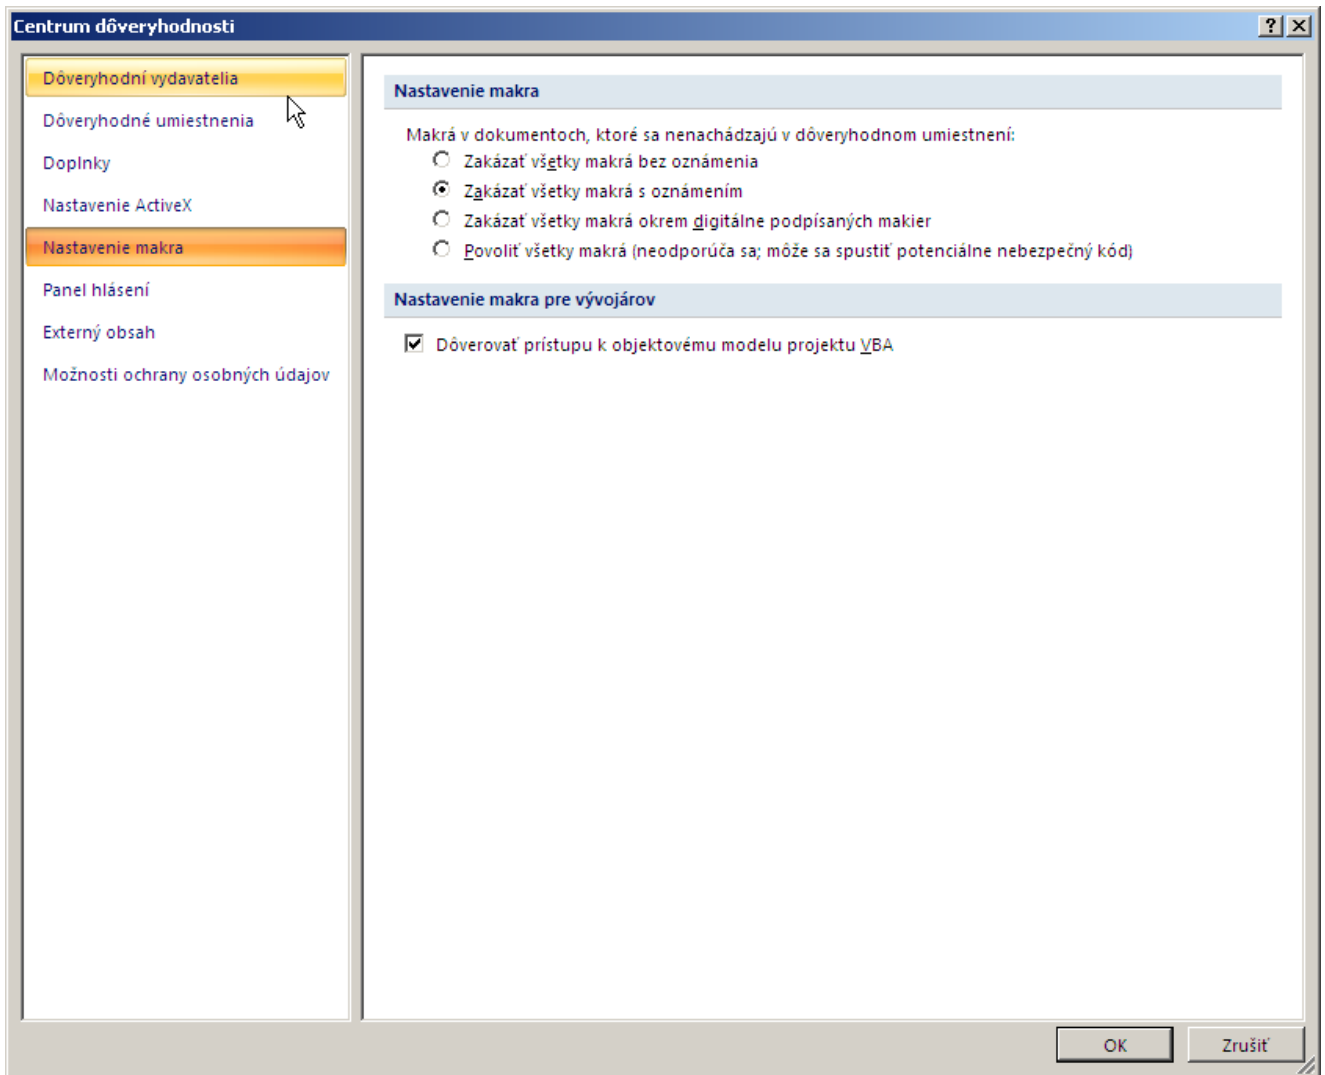 Centrum dôveryhodnosti
Dôveryhodní vydavatelia
Dôveryhodné umiestnenia
Doplnky
Nastavenie ActiveX
Nastavenie makra
Panel hlásení
Externý obsah
Možnosti ochrany osobných údajov
Nastavenie makra
Makrá v dokumentoch, ktoré sa nenachádzajú v dôveryhodnom umiestnení:
Zakázať všetky makrá bez oznámenia
Zakázať všetky makrá s oznámením
Zakázať všetky makrá okrem digitálne podpísaných makier
Povoliť všetky makrá (neodporúča sa; môže sa spustiť potenciálne nebezpečný kód)
Nastavenie makra pre vývojárov
Dôverovať prístupu k objektovému modelu projektu VBA
OK
Zrušiť